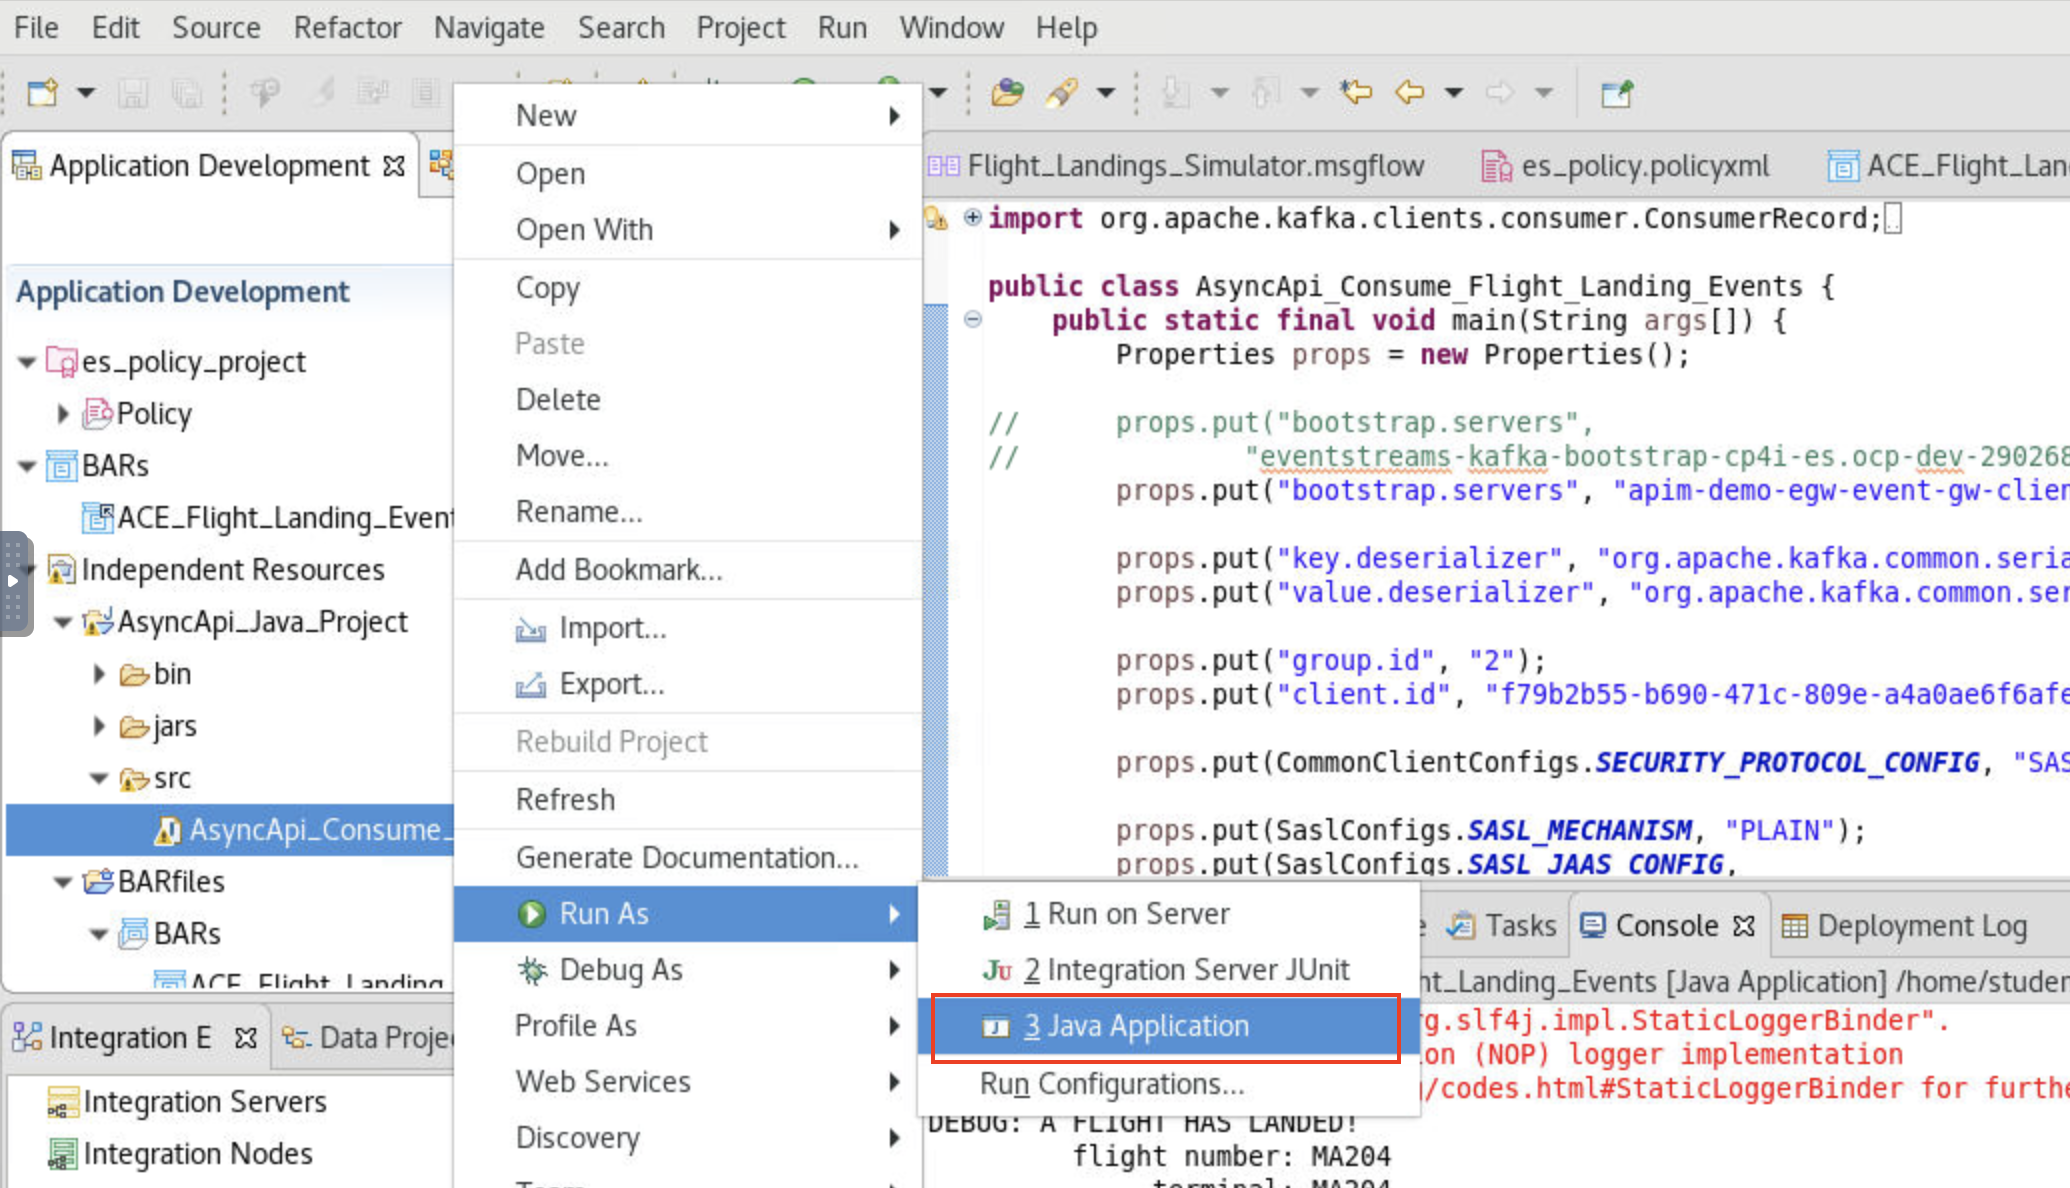 File Edit Source Refactor Navigate Search Project Run Window Help
Application Development
Application Development
es_policy_project
Policy
BARs
ACE_Flight_Landing_Event
Independent Resources
AsyncApi_Java_Project
bin
jars
src
AsyncApi_Consume_
BARfiles
BARs
ACE_Flight_Landing
Integration E
Data Proje
Integration Servers
Integration Nodes
New
Open
Open With
Copy
Paste
Delete
Move...
Rename...
Add Bookmark...
Import...
Export...
Rebuild Project
Refresh
Generate Documentation...
Run As
Debug As
Profile As
Web Services
Discovery
Team
1 Run on Server
2 Integration Server JUnit
3 Java Application
Run Configurations...
Flight_Landings_Simulator.msgflow es_policy.policyxml ACE_Flight_Lan
import org.apache.kafka.clients.consumer.ConsumerRecord;
public class AsyncApi_Consume_Flight_Landing_Events {
public static final void main(String args[]) {
Properties props = new Properties();
// props.put("bootstrap.servers",
// "eventstreams-kafka-bootstrap-cp4i-es.ocp-dev-290268
props.put("bootstrap.servers", "apim-demo-egw-event-gw-clien
props.put("key.deserializer", "org.apache.kafka.common.seria
props.put("value.deserializer", "org.apache.kafka.common.ser
props.put("group.id", "2");
props.put("client.id", "f79b2b55-b690-471c-809e-a4a0ae6f6afe
props.put(CommonClientConfigs.SECURITY_PROTOCOL_CONFIG, "SAS
props.put(SaslConfigs.SASL_MECHANISM, "PLAIN");
props.put(SaslConfigs.SASL_JAAS_CONFIG,
Tasks Console Deployment Log
nt_Landing_Events [Java Application] /home/studen
rg.slf4j.impl.StaticLoggerBinder".
on (NOP) logger implementation
/codes.html#StaticLoggerBinder for furthe
DEBUG: A FLIGHT HAS LANDED!
flight number: MA204
terminal: MA204